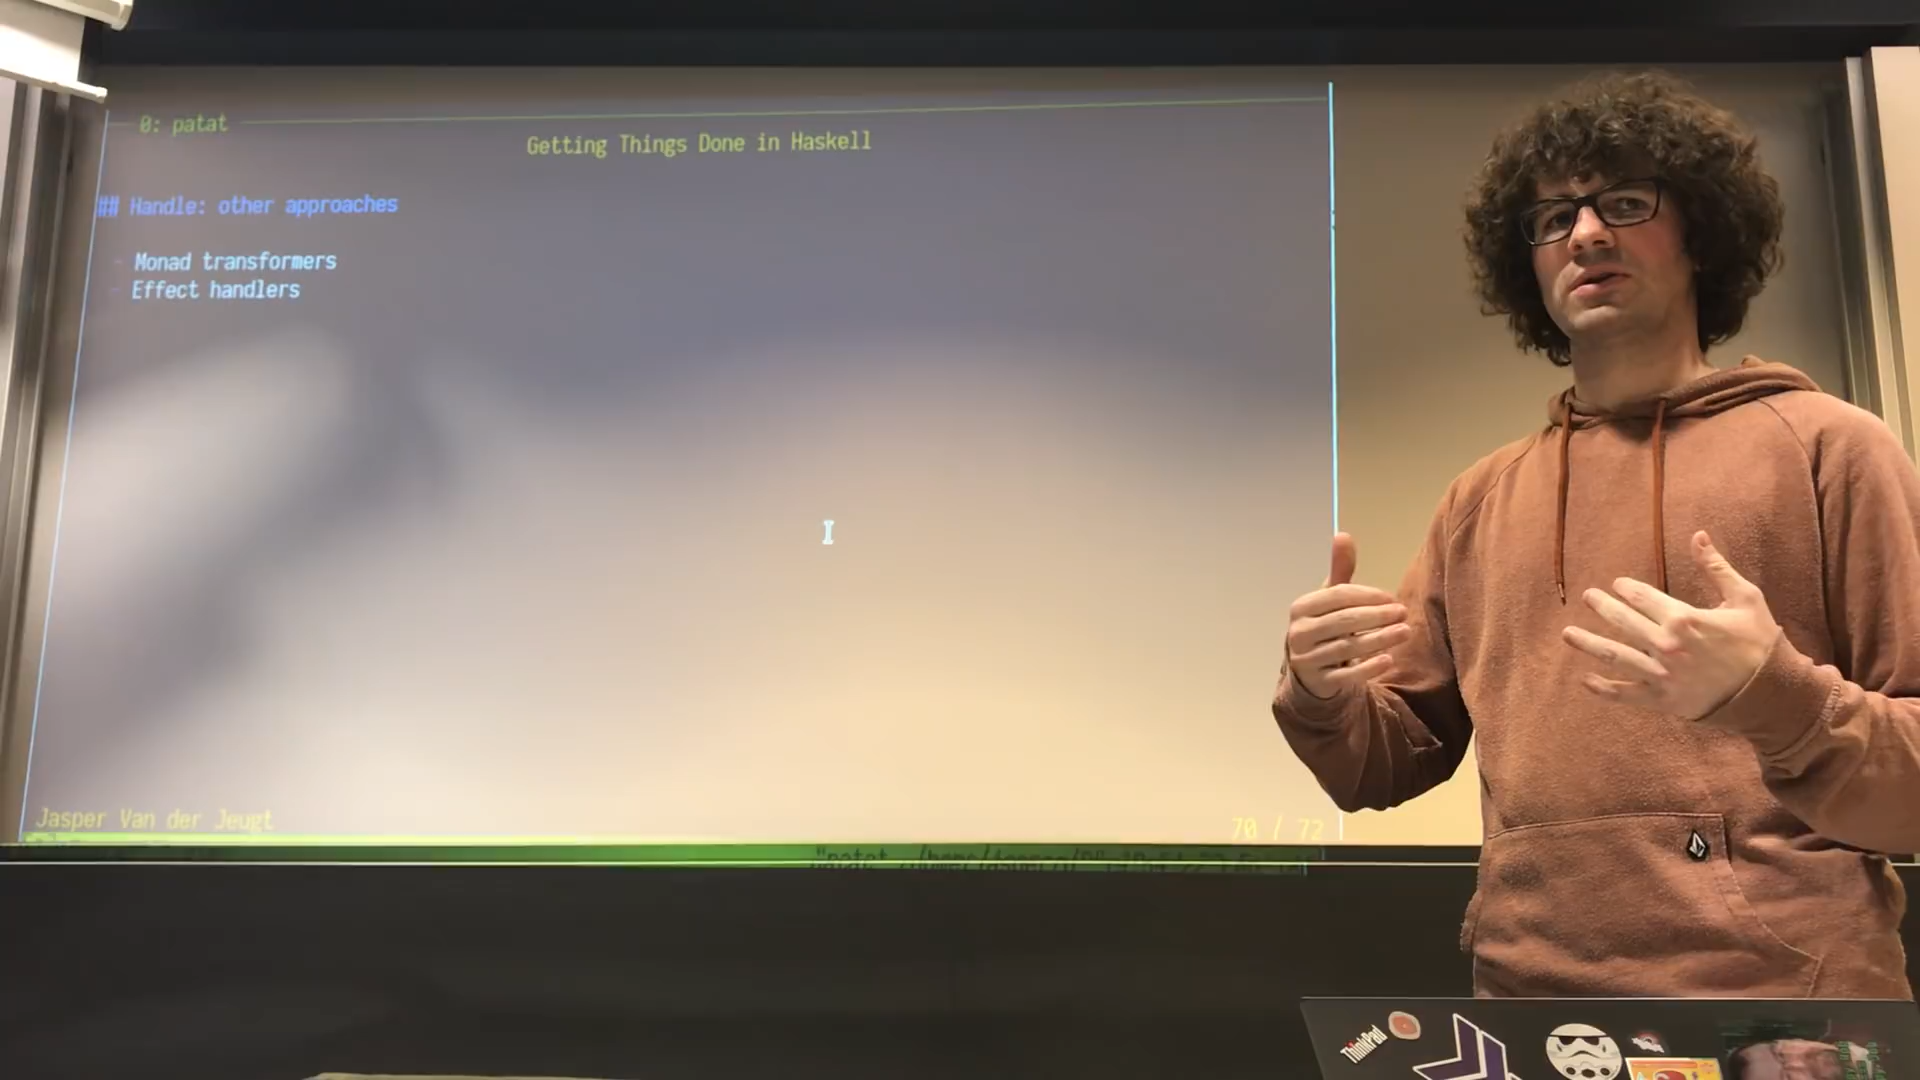 0: patat
Getting Things Done in Haskell
## Handle: other approaches
- Monad transformers
- Effect handlers
Jasper Van der Jeugt
70 / 72
ThinkPad